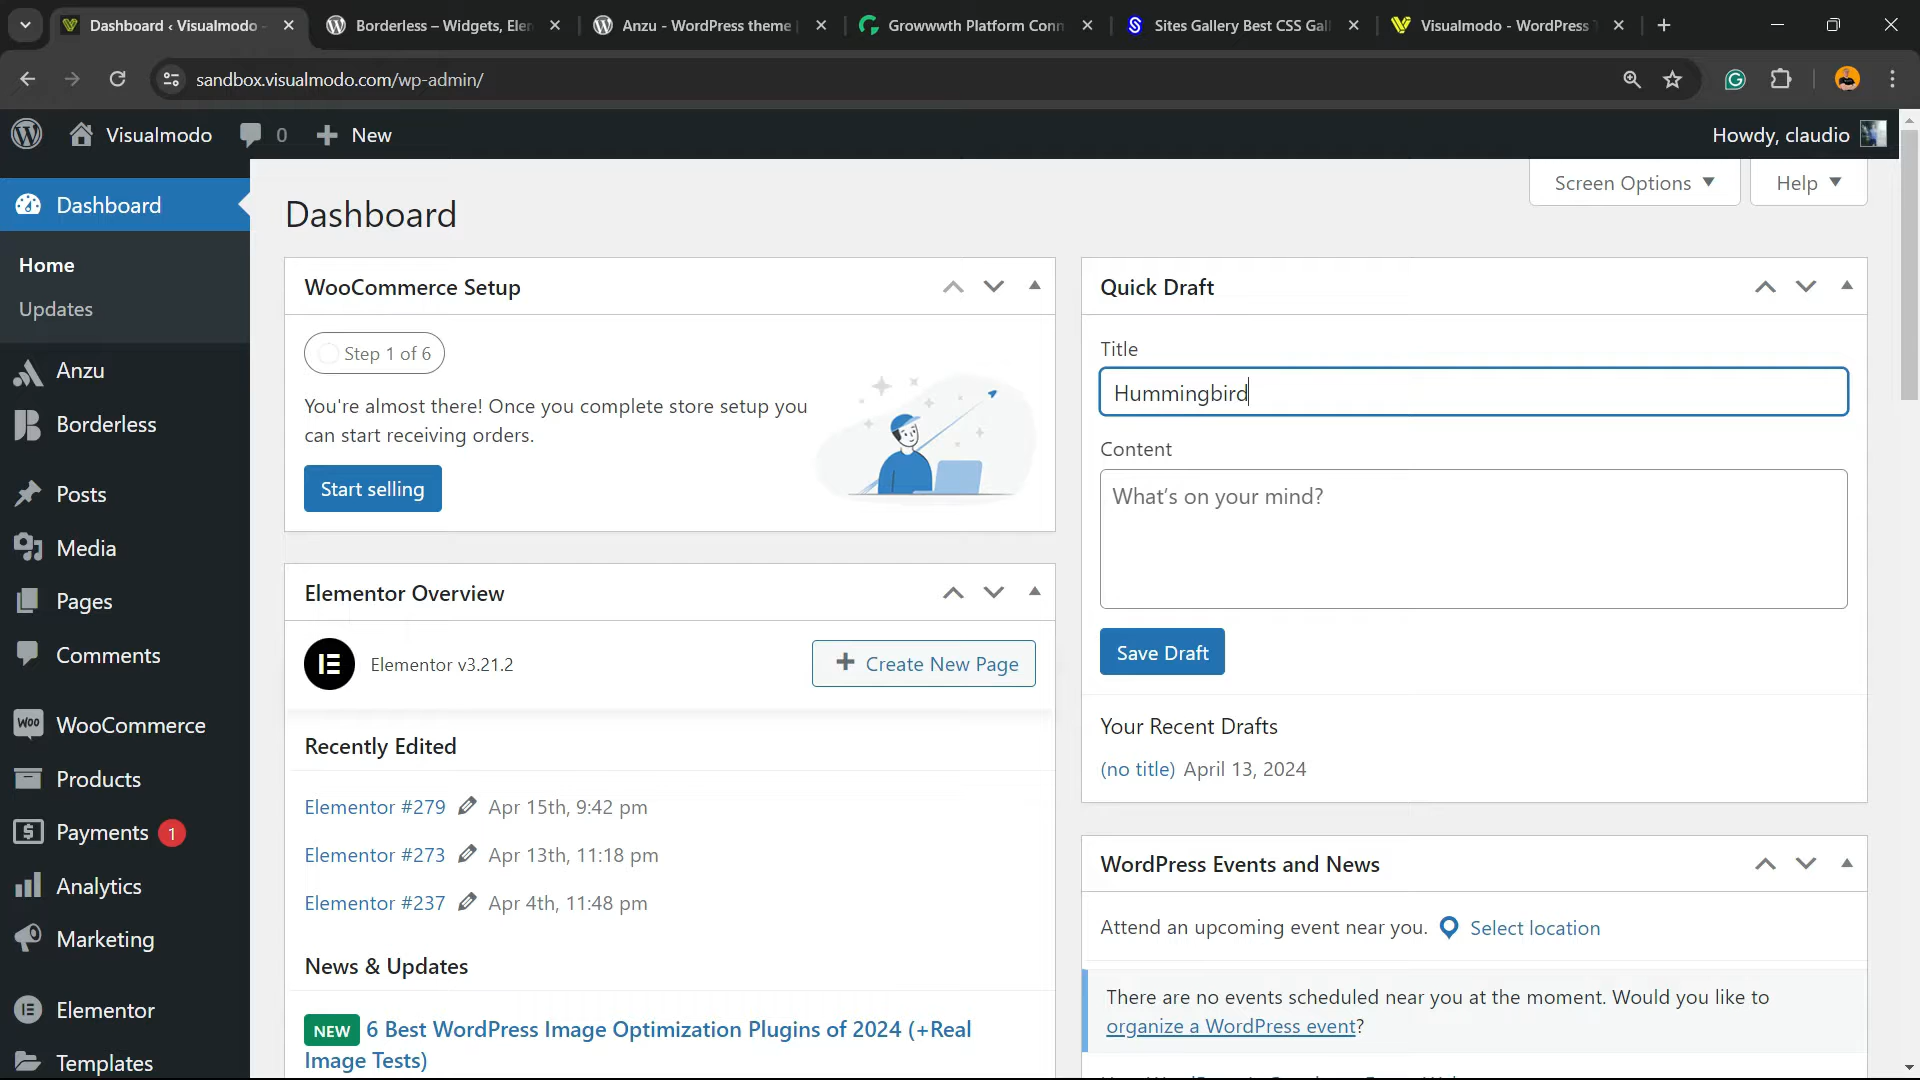 Dashboard ‹ Visualmodo
Borderless – Widgets, Elen
Anzu - WordPress theme
Growwwth Platform Conn
Sites Gallery Best CSS Gall
Visualmodo - WordPress T
sandbox.visualmodo.com/wp-admin/
Visualmodo
0
New
Howdy, claudio
Screen Options
Help
Dashboard
Home
Updates
Anzu
Borderless
Posts
Media
Pages
Comments
WooCommerce
Products
Payments 1
Analytics
Marketing
Elementor
Templates
Dashboard
WooCommerce Setup
Step 1 of 6
You're almost there! Once you complete store setup you
can start receiving orders.
Start selling
Elementor Overview
Elementor v3.21.2
Create New Page
Recently Edited
Elementor #279 Apr 15th, 9:42 pm
Elementor #273 Apr 13th, 11:18 pm
Elementor #237 Apr 4th, 11:48 pm
News & Updates
NEW 6 Best WordPress Image Optimization Plugins of 2024 (+Real
Image Tests)
Quick Draft
Title
Hummingbird
Content
What's on your mind?
Save Draft
Your Recent Drafts
(no title) April 13, 2024
WordPress Events and News
Attend an upcoming event near you. Select location
There are no events scheduled near you at the moment. Would you like to
organize a WordPress event?